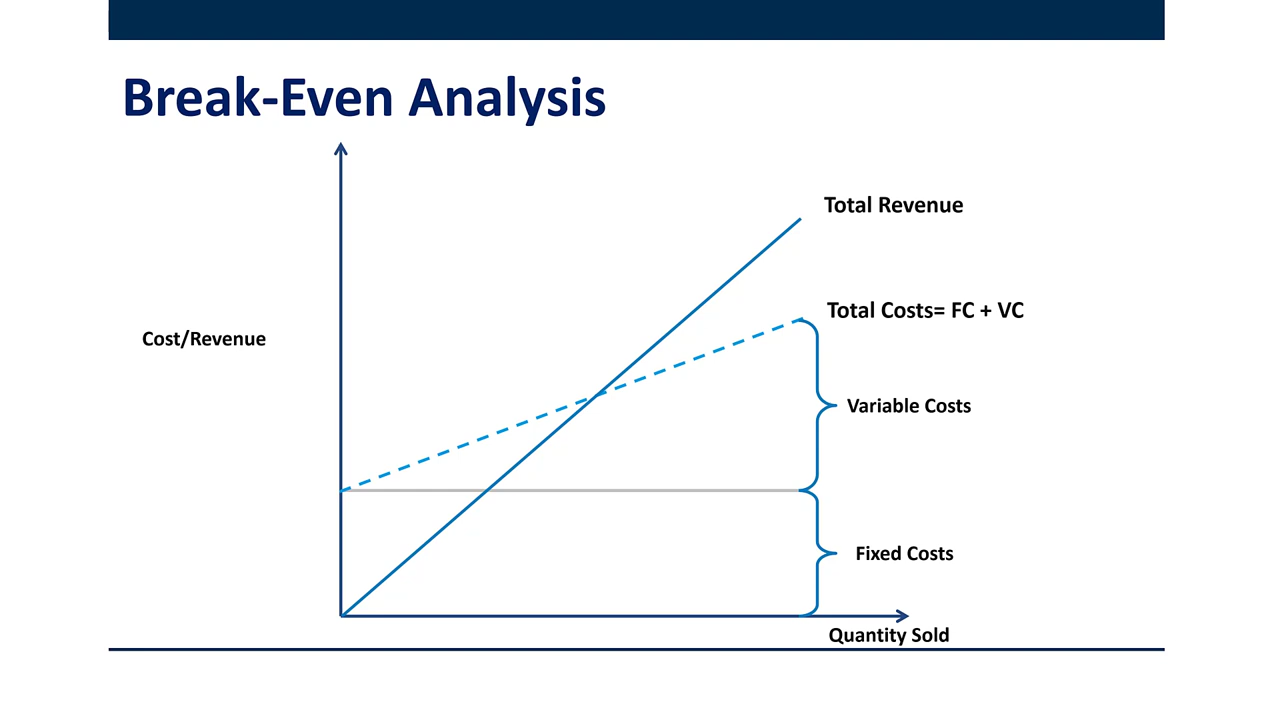 Break-Even Analysis
Total Revenue
Total Costs= FC + VC
Cost/Revenue
Variable Costs
Fixed Costs
Quantity Sold